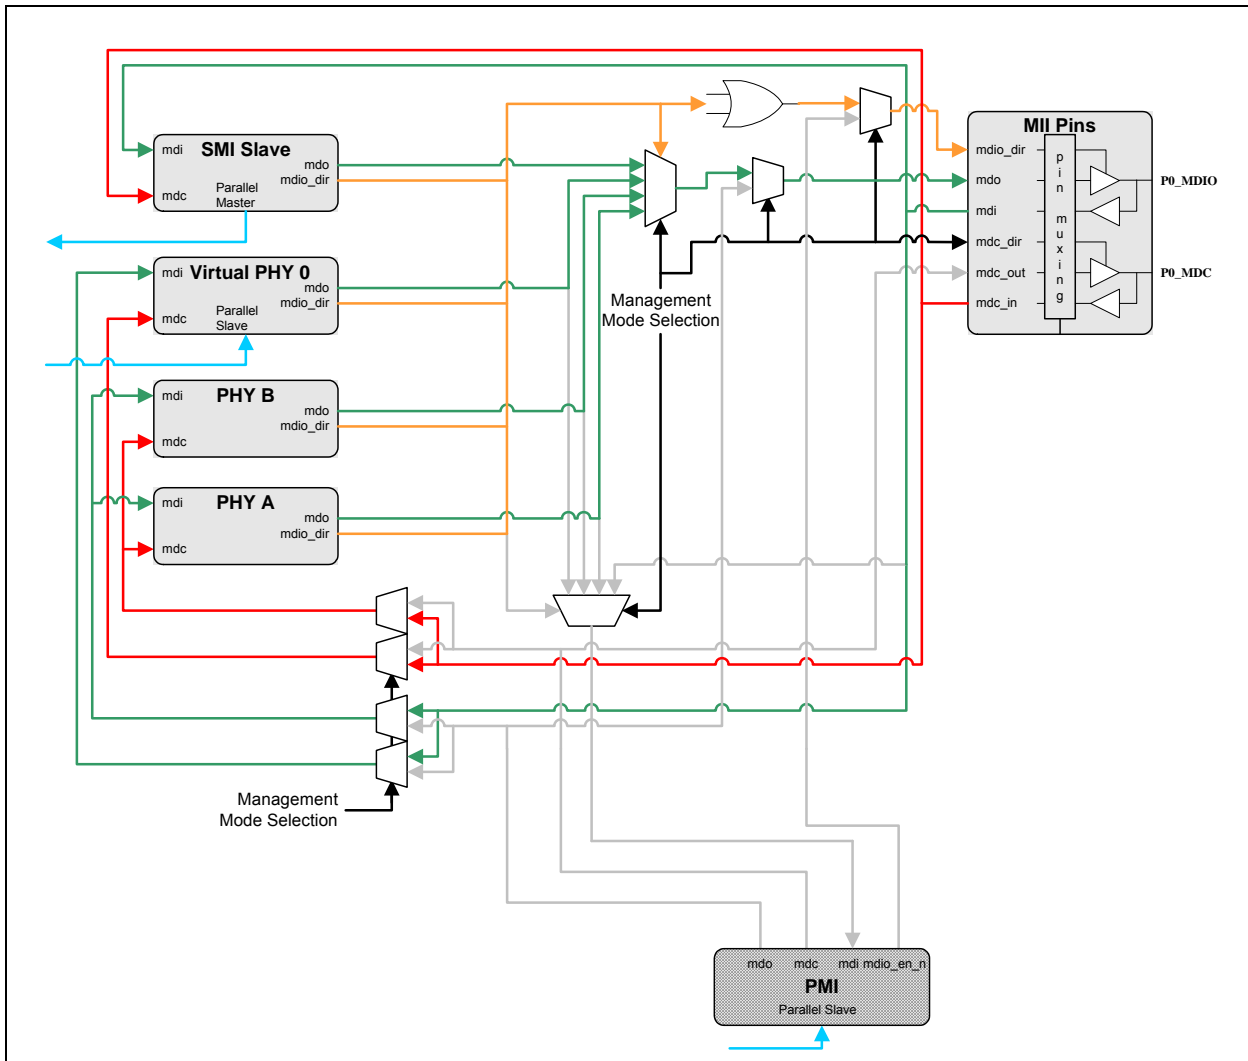 SMI Slave
mdi
mdo
mdio_dir
mdc
Parallel
Master
Virtual PHY 0
mdi
mdo
mdio_dir
mdc
Parallel
Slave
PHY B
mdi
mdo
mdio_dir
mdc
PHY A
mdi
mdo
mdio_dir
mdc
Management
Mode Selection
MII Pins
mdio_dir
mdo
mdi
mdc_dir
mdc_out
mdc_in
pin muxing
P0_MDIO
P0_MDC
Management
Mode Selection
mdo
mdc
mdi
mdio_en_n
PMI
Parallel Slave